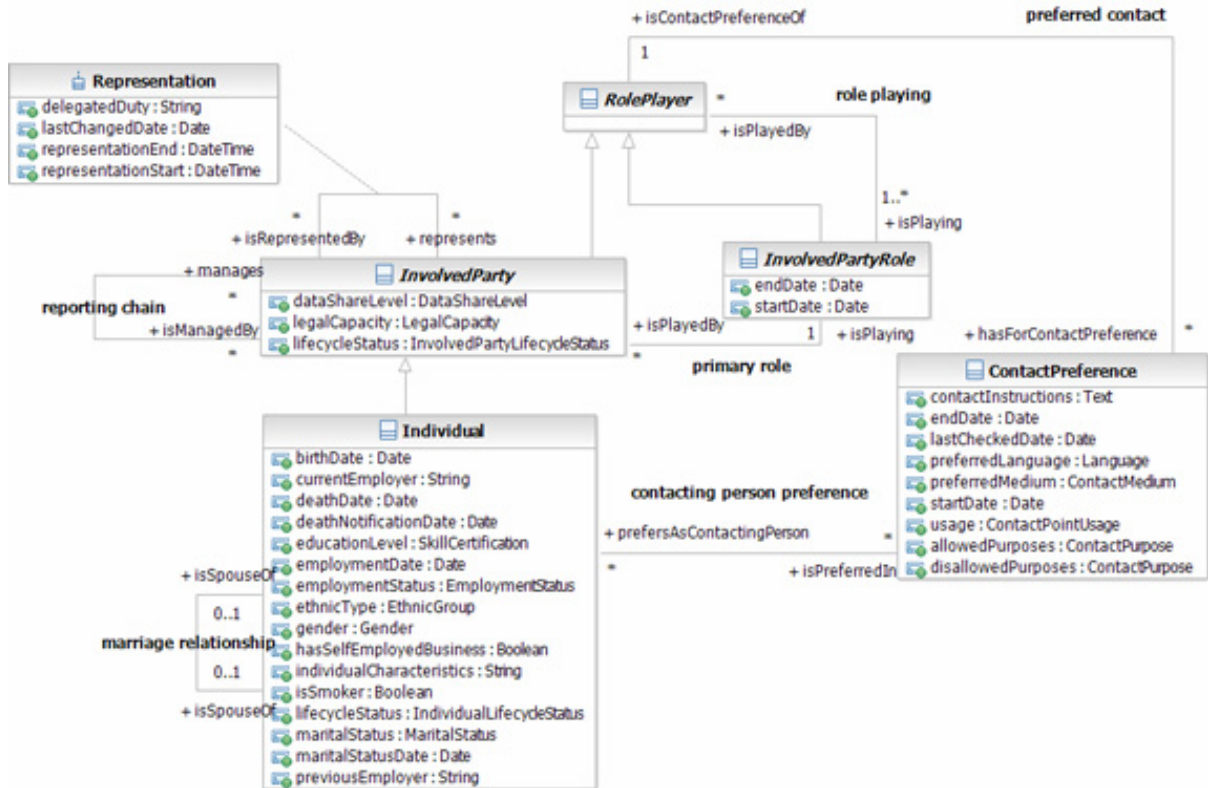 + isContactPreferenceOf
preferred contact
1
Representation
delegatedDuty : String
lastChangedDate : Date
representationEnd : DateTime
representationStart : DateTime
RolePlayer
*
role playing
+ isPlayedBy
1..*
+ isPlaying
*
*
+ isRepresentedBy
+ represents
+ manages
*
reporting chain
+ isManagedBy
*
InvolvedParty
dataShareLevel : DataShareLevel
legalCapacity : LegalCapacity
lifecycleStatus : InvolvedPartyLifecycleStatus
InvolvedPartyRole
endDate : Date
startDate : Date
+ isPlayedBy
1
+ isPlaying
*
primary role
+ hasForContactPreference
*
ContactPreference
contactInstructions : Text
endDate : Date
lastCheckedDate : Date
preferredLanguage : Language
preferredMedium : ContactMedium
startDate : Date
usage : ContactPointUsage
allowedPurposes : ContactPurpose
disallowedPurposes : ContactPurpose
Individual
birthDate : Date
currentEmployer : String
deathDate : Date
deathNotificationDate : Date
educationLevel : SkillCertification
employmentDate : Date
employmentStatus : EmploymentStatus
ethnicType : EthnicGroup
gender : Gender
hasSelfEmployedBusiness : Boolean
individualCharacteristics : String
isSmoker : Boolean
lifecycleStatus : IndividualLifecycleStatus
maritalStatus : MaritalStatus
maritalStatusDate : Date
previousEmployer : String
contacting person preference
+ prefersAsContactingPerson
*
*
+ isPreferredIn
+ isSpouseOf
0..1
marriage relationship
0..1
+ isSpouseOf